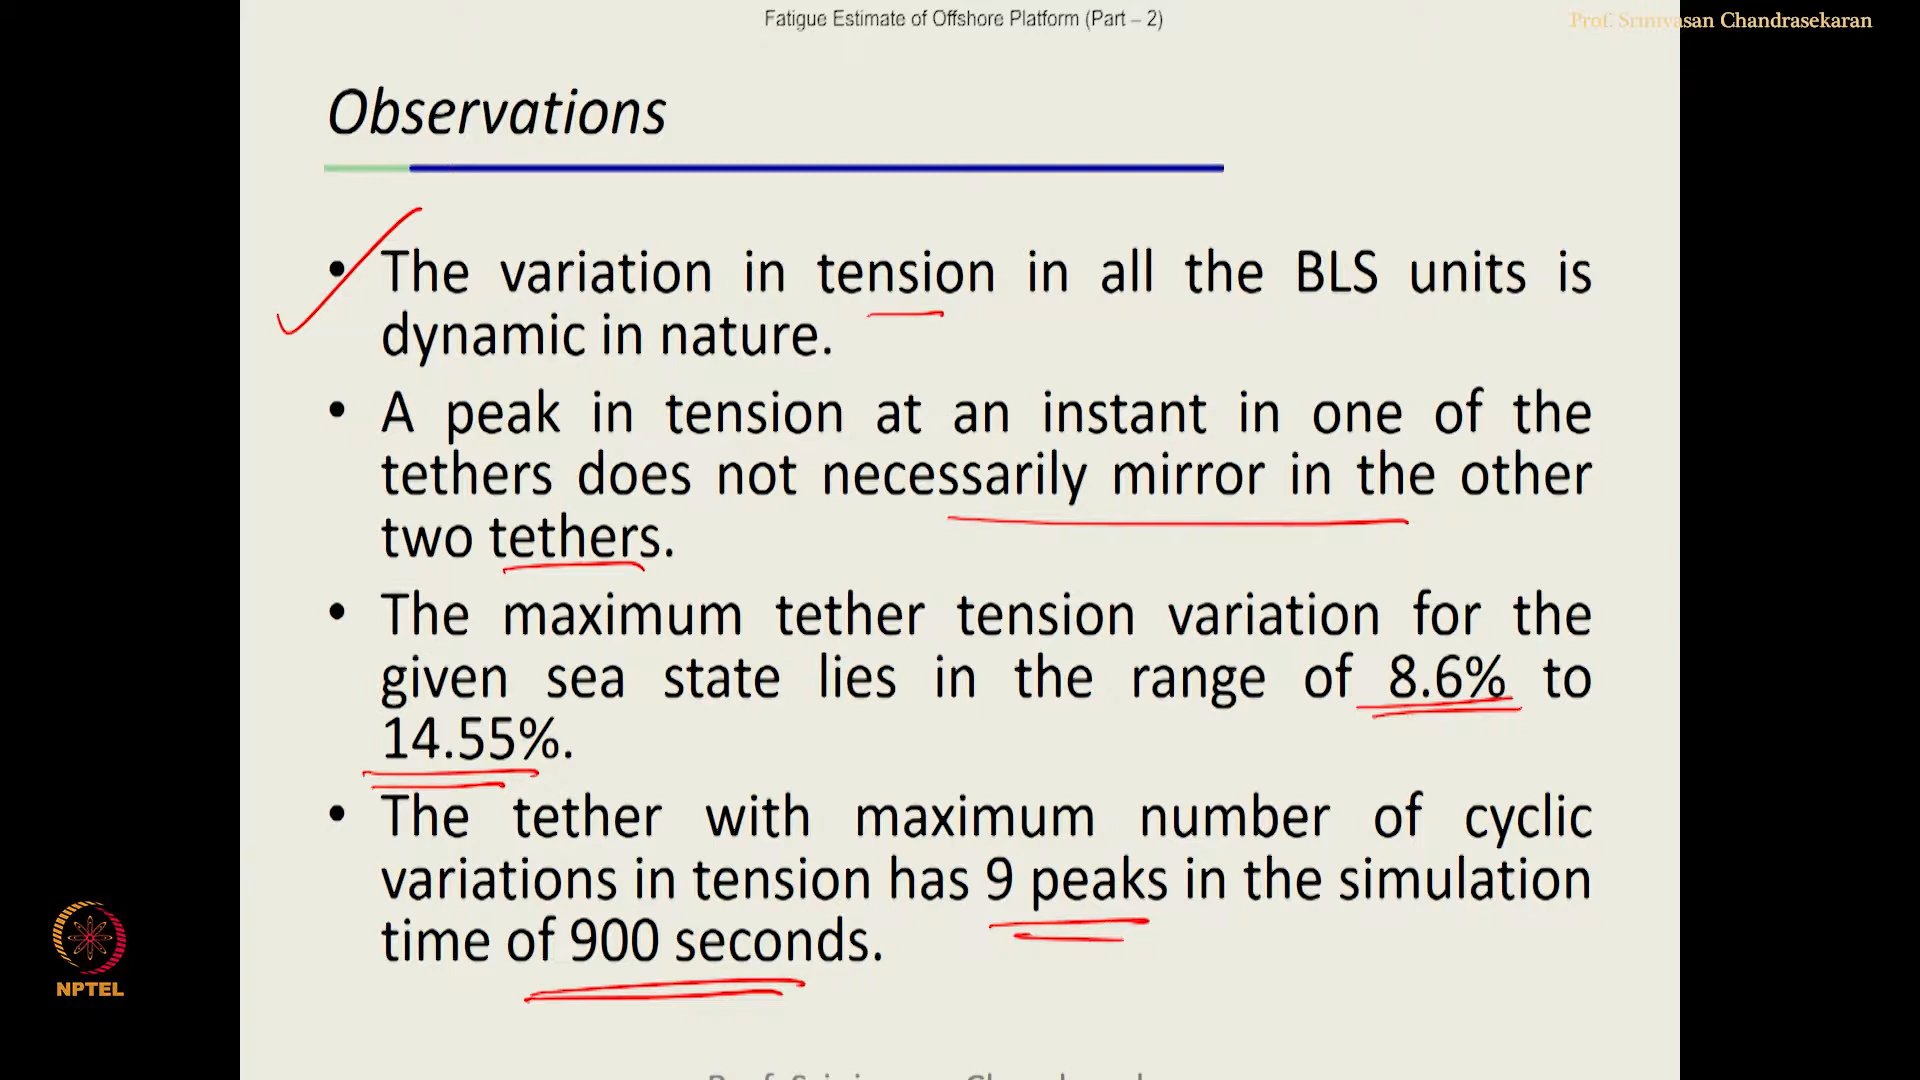 Fatigue Estimate of Offshore Platform (Part – 2)
Prof. Srinivasan Chandrasekaran
Observations
• The variation in tension in all the BLS units is
dynamic in nature.
• A peak in tension at an instant in one of the
tethers does not necessarily mirror in the other
two tethers.
• The maximum tether tension variation for the
given sea state lies in the range of 8.6% to
14.55%.
• The tether with maximum number of cyclic
variations in tension has 9 peaks in the simulation
time of 900 seconds.
NPTEL